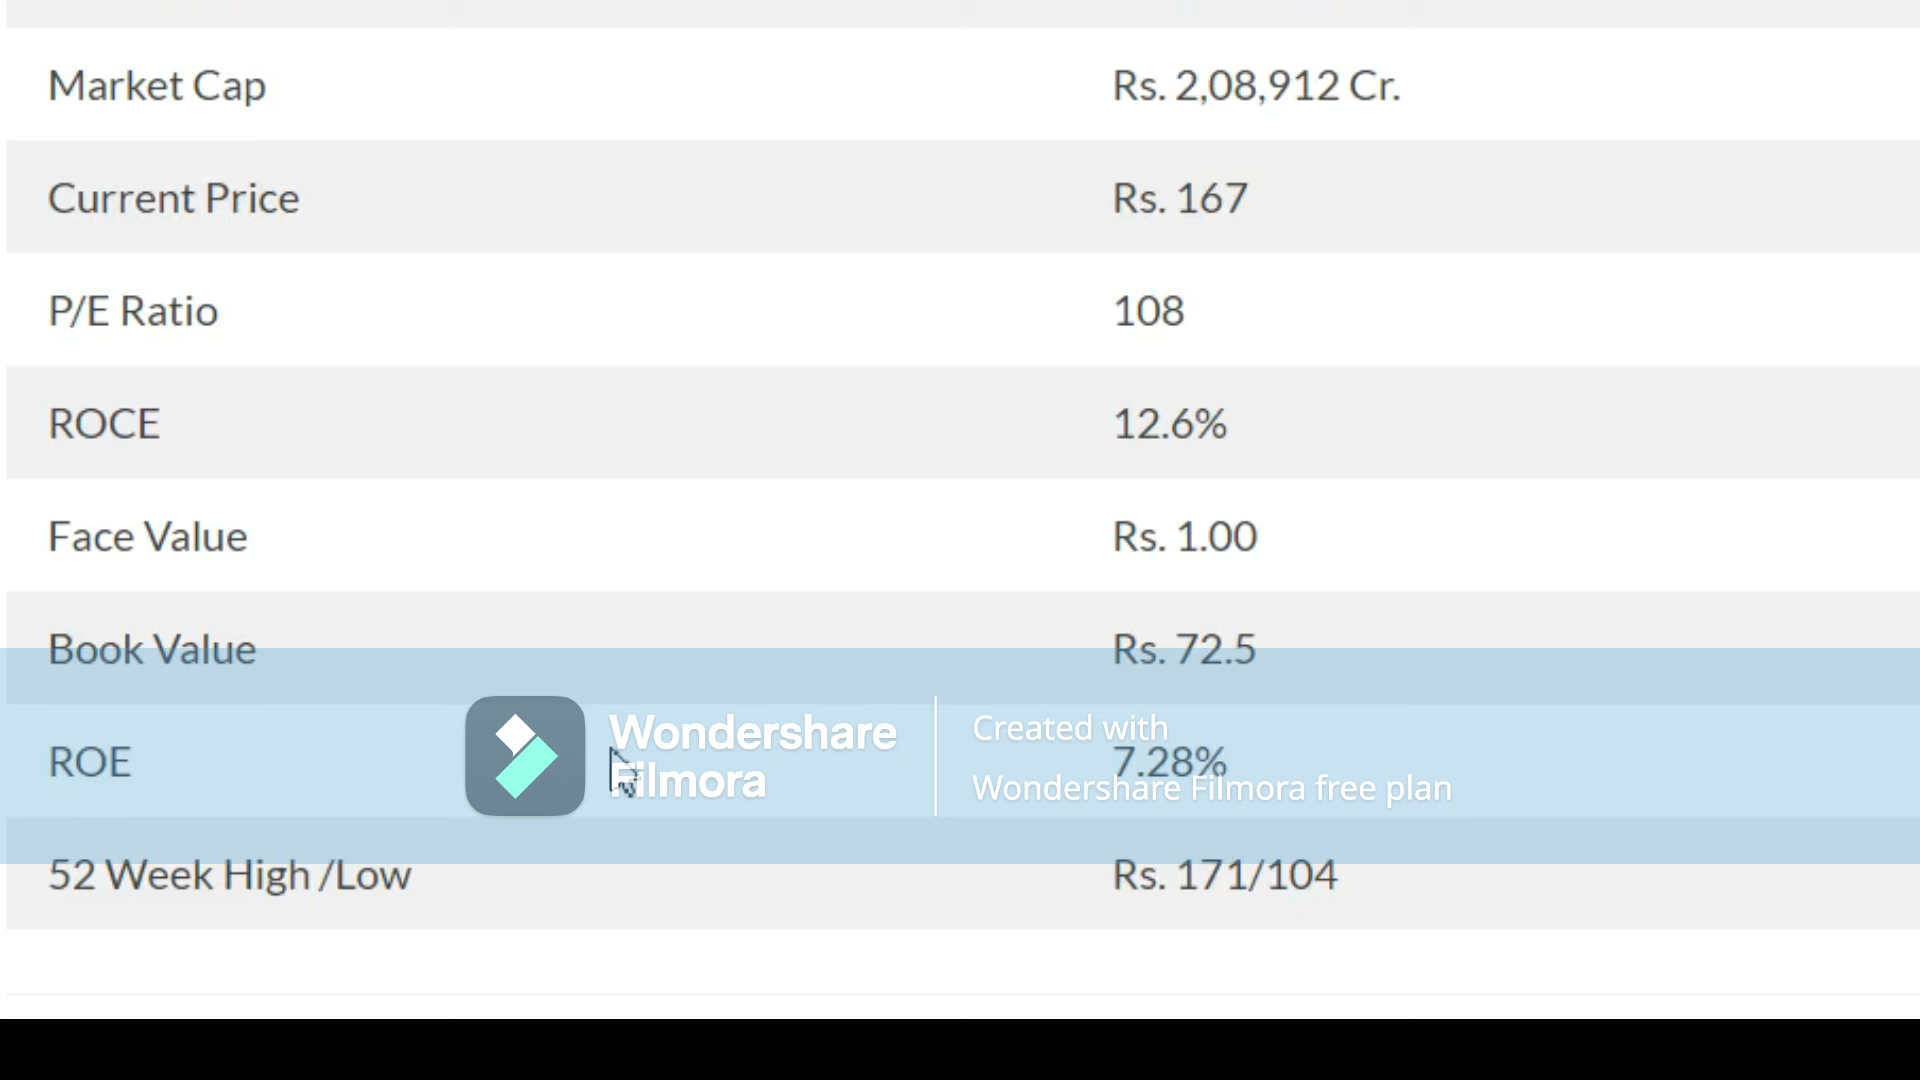 Market Cap Rs. 2,08,912 Cr.
Current Price Rs. 167
P/E Ratio 108
ROCE 12.6%
Face Value Rs. 1.00
Book Value Rs. 72.5
Wondershare
Filmora
Created with
Wondershare Filmora free plan
ROE 7.28%
52 Week High /Low Rs. 171/104